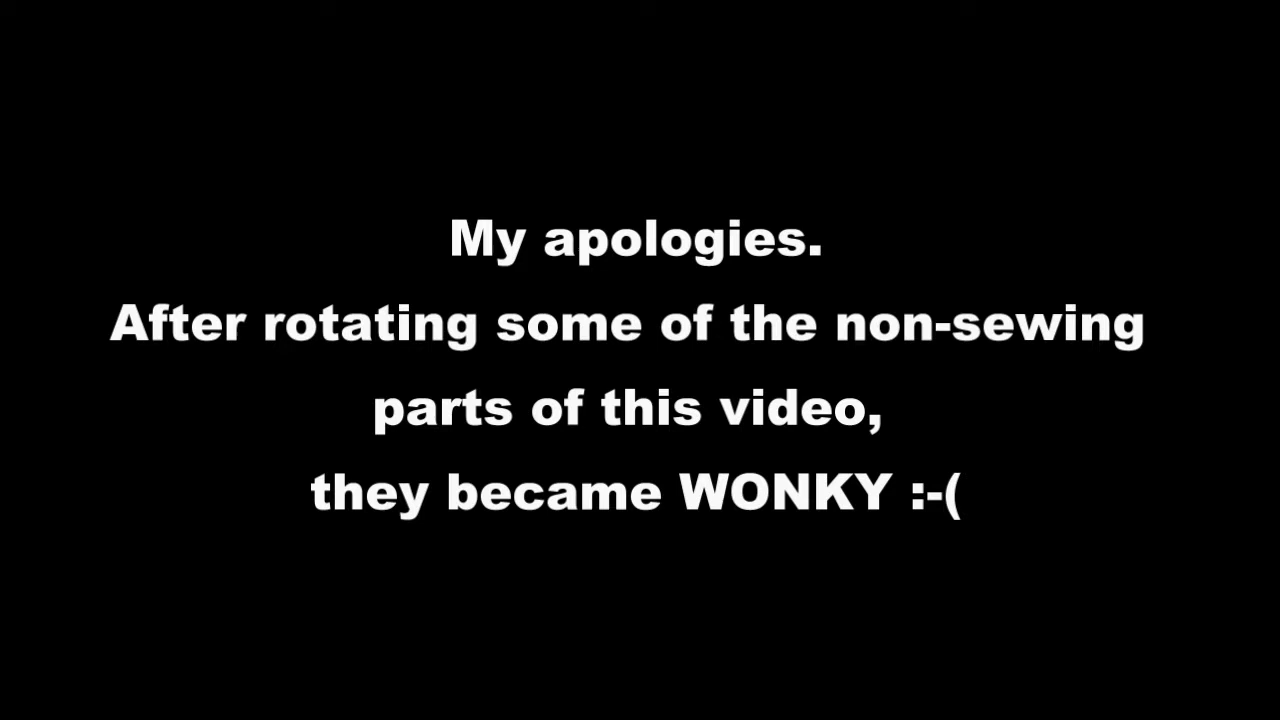 My apologies.
After rotating some of the non-sewing
parts of this video,
they became WONKY :-(